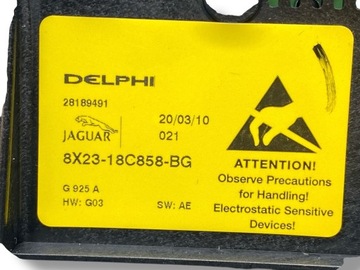 DELPHI
28189491
JAGUAR
20/03/10
021
8X23-18C858-BG
G 925 A
HW: G03
SW: AE
ATTENTION!
Observe Precautions
for Handling!
Electrostatic Sensitive
Devices!